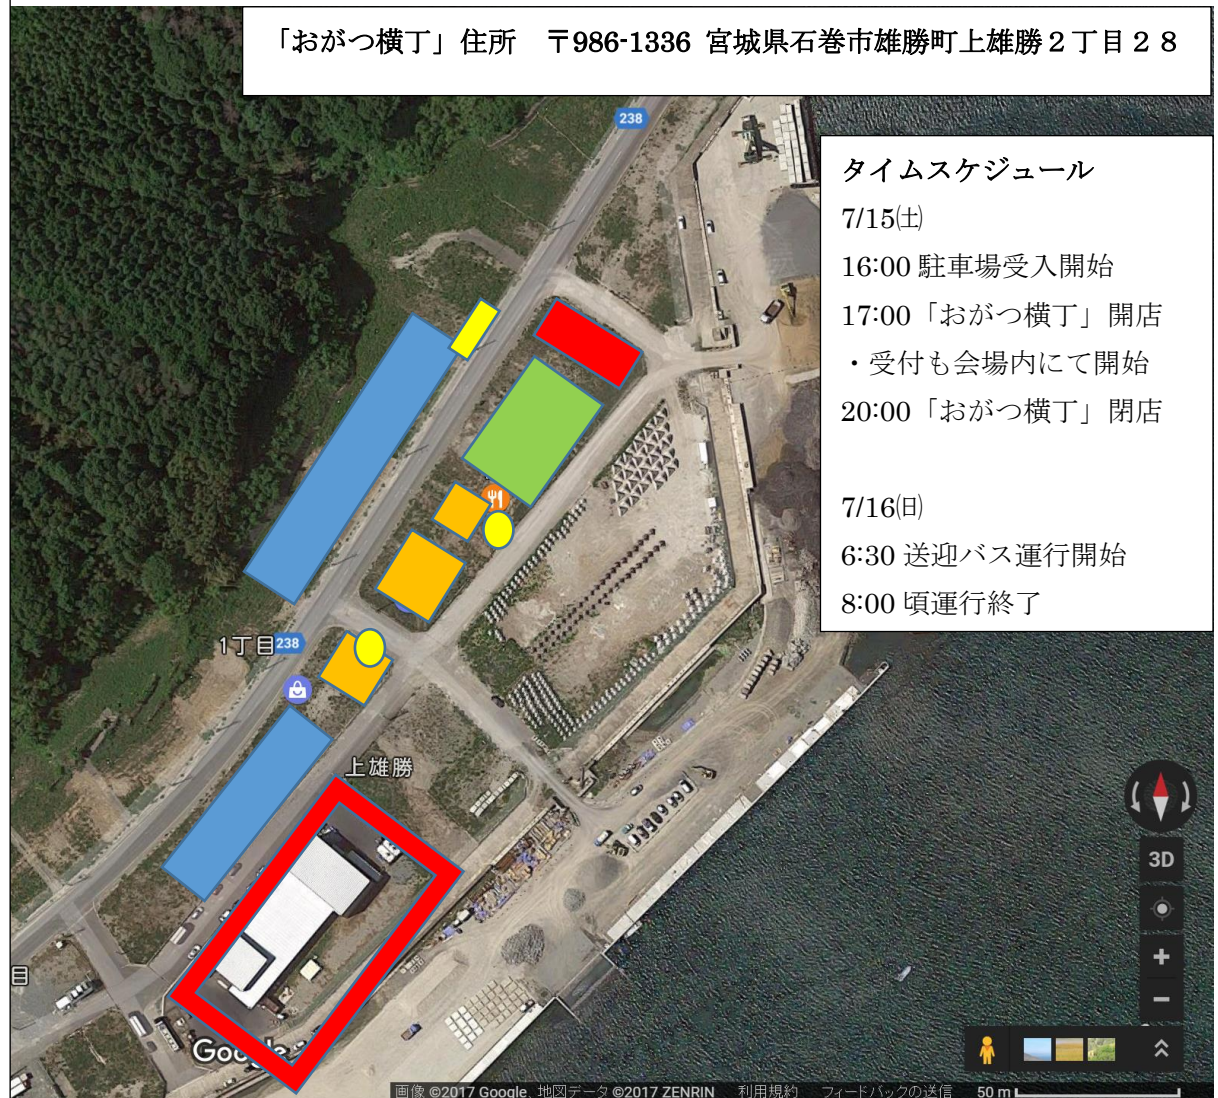 「おがつ横丁」住所　〒986-1336 宮城県石巻市雄勝町上雄勝２丁目２８
238
タイムスケジュール
7/15㈯
16:00 駐車場受入開始
17:00「おがつ横丁」開店
・受付も会場内にて開始
20:00「おがつ横丁」閉店
7/16㈰
6:30 送迎バス運行開始
8:00 頃運行終了
1丁目 238
上雄勝
3D
目
Google
画像 ©2017 Google、地図データ ©2017 ZENRIN　利用規約　フィードバックの送信　50 m